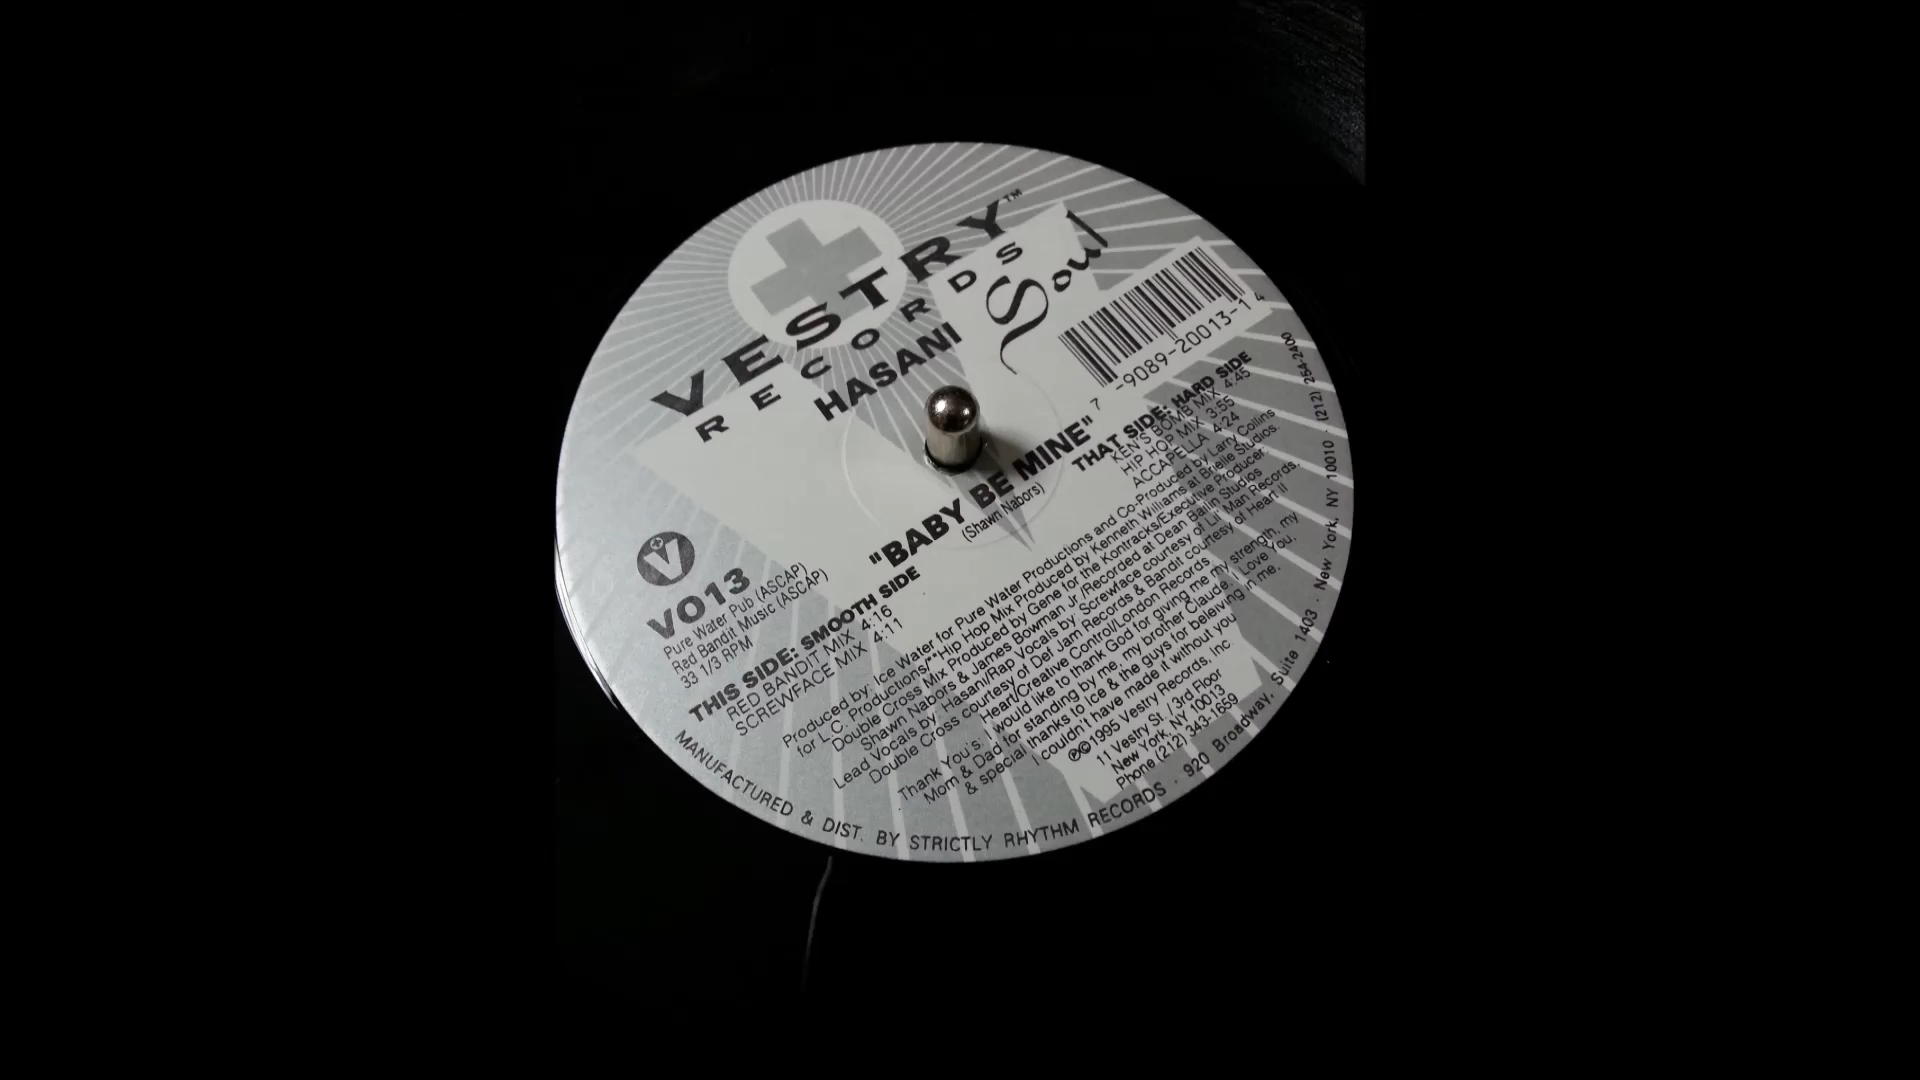 VESTRY™
RECORDS
Soul
HASANI
7 -9089-20013-1 4
"BABY BE MINE"
(Shawn Nabors)
V
VO13
Pure Water Pub (ASCAP)
Red Bandit Music (ASCAP)
33 1/3 RPM
THIS SIDE: SMOOTH SIDE
RED BANDIT MIX 4:16
SCREWFACE MIX 4:11
THAT SIDE: HARD SIDE
KEN'S BOMB MIX 4:45
HIP HOP MIX 3:55
ACCAPELLA 4:24
Produced by: Ice Water for Pure Water Productions and Co-Produced by Larry Collins
for L.C. Productions/**Hip Hop Mix Produced by Kenneth Williams at Brielle Studios.
Double Cross Mix Produced by Gene for the Kontracks/Executive Producer:
Shawn Nabors & James Bowman Jr./Recorded at Dean Bailin Studios
Lead Vocals by: Hasani/Rap Vocals by: Screwface courtesy of Lil' Man Records,
Double Cross courtesy of Def Jam Records & Bandit courtesy of Heart II
Heart/Creative Control/London Records
Thank You's. I would like to thank God for giving me my strength, my
Mom & Dad for standing by me, my brother Claude, I Love You,
& special thanks to Ice & the guys for beleiving in me.
I couldn't have made it without you
℗©1995 Vestry Records, Inc.
11 Vestry St. / 3rd Floor
New York, NY 10013
Phone (212) 343-1659
MANUFACTURED & DIST. BY STRICTLY RHYTHM RECORDS · 920 Broadway, Suite 1403 · New York, NY 10010 · (212) 254-2400